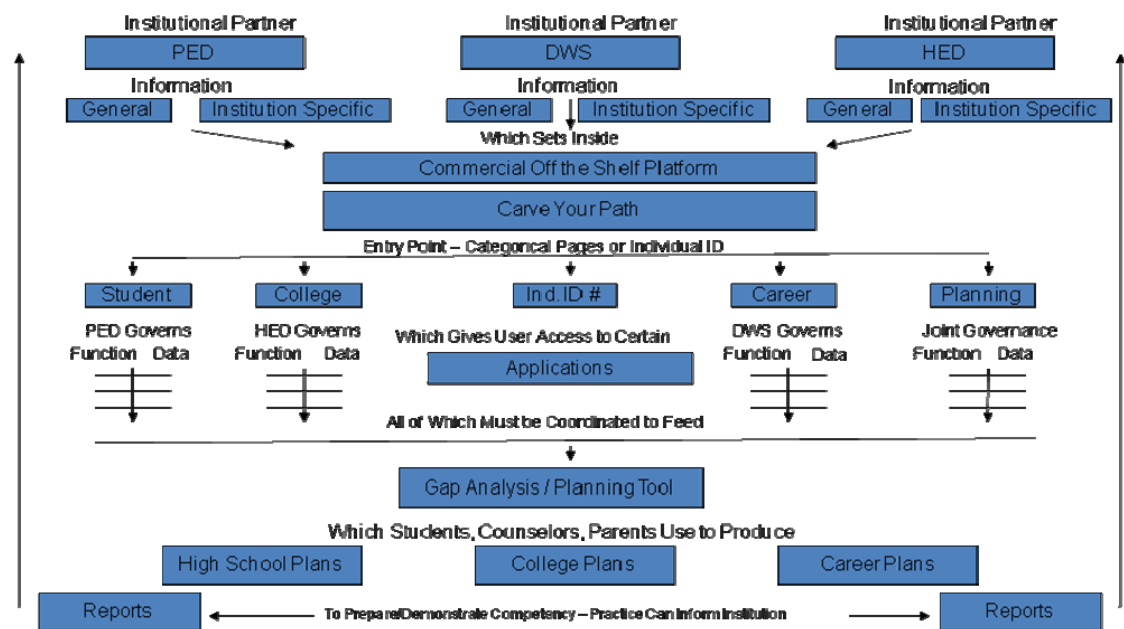 Institutional Partner Institutional Partner Institutional Partner
PED DWS HED
Information Information Information
General Institution Specific General Institution Specific General Institution Specific
Which Sets Inside
Commercial Off the Shelf Platform
Carve Your Path
Entry Point – Categorical Pages or Individual ID
Student College Ind. ID # Career Planning
PED Governs HED Governs Which Gives User Access to Certain DWS Governs Joint Governance
Function Data Function Data Function Data Function Data
Applications
All of Which Must be Coordinated to Feed
Gap Analysis / Planning Tool
Which Students, Counselors, Parents Use to Produce
High School Plans College Plans Career Plans
Reports To Prepare/Demonstrate Competency – Practice Can Inform Institution Reports